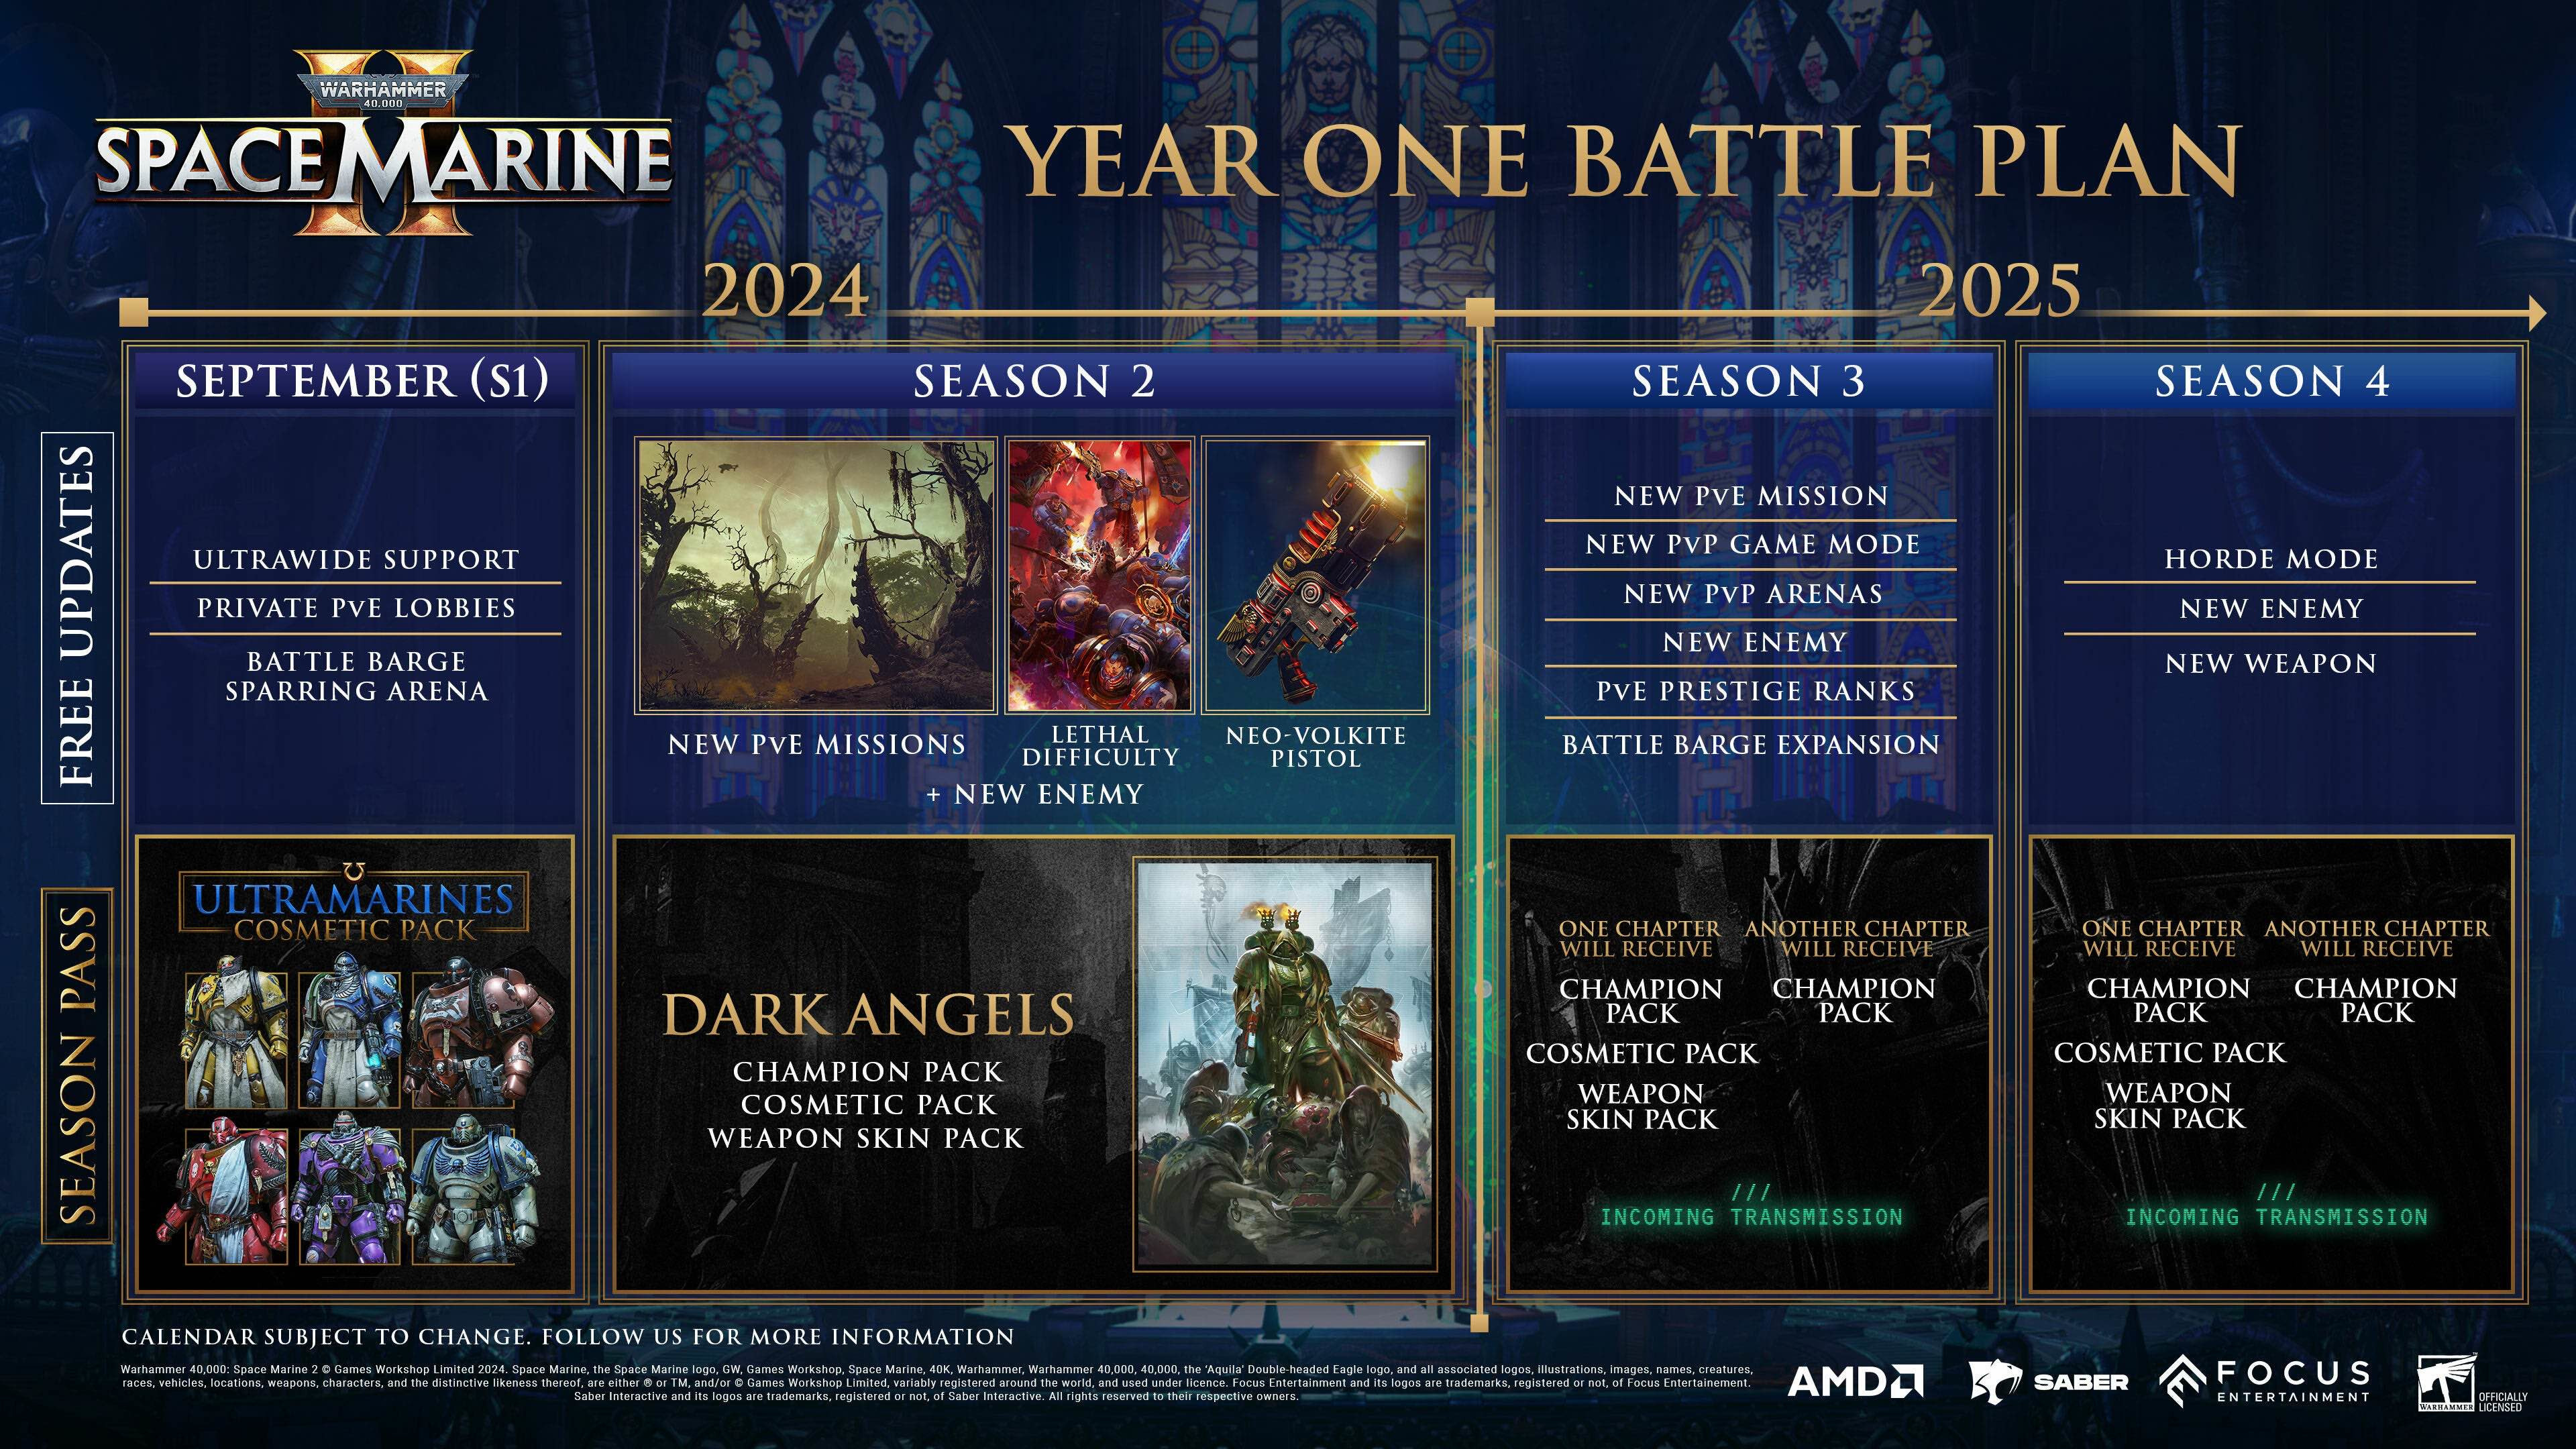 WARHAMMER
40,000
SPACE MARINE
II
YEAR ONE BATTLE PLAN
2024
2025
SEPTEMBER (S1)
SEASON 2
SEASON 3
SEASON 4
FREE UPDATES
ULTRAWIDE SUPPORT
PRIVATE PvE LOBBIES
BATTLE BARGE
SPARRING ARENA
NEW PvE MISSIONS
LETHAL
DIFFICULTY
NEO-VOLKITE
PISTOL
+ NEW ENEMY
NEW PvE MISSION
NEW PvP GAME MODE
NEW PvP ARENAS
NEW ENEMY
PvE PRESTIGE RANKS
BATTLE BARGE EXPANSION
HORDE MODE
NEW ENEMY
NEW WEAPON
SEASON PASS
ULTRAMARINES
COSMETIC PACK
DARK ANGELS
CHAMPION PACK
COSMETIC PACK
WEAPON SKIN PACK
ONE CHAPTER
WILL RECEIVE
CHAMPION
PACK
COSMETIC PACK
WEAPON
SKIN PACK
ANOTHER CHAPTER
WILL RECEIVE
CHAMPION
PACK
///
INCOMING TRANSMISSION
ONE CHAPTER
WILL RECEIVE
CHAMPION
PACK
COSMETIC PACK
WEAPON
SKIN PACK
ANOTHER CHAPTER
WILL RECEIVE
CHAMPION
PACK
///
INCOMING TRANSMISSION
CALENDAR SUBJECT TO CHANGE. FOLLOW US FOR MORE INFORMATION
Warhammer 40,000: Space Marine 2 © Games Workshop Limited 2024. Space Marine, the Space Marine logo, GW, Games Workshop, Space Marine, 40K, Warhammer, Warhammer 40,000, 40,000, the 'Aquila' Double-headed Eagle logo, and all associated logos, illustrations, images, names, creatures,
races, vehicles, locations, weapons, characters, and the distinctive likeness thereof, are either ® or TM, and/or © Games Workshop Limited, variably registered around the world, and used under licence. Focus Entertainment and its logos are trademarks, registered or not, of Focus Entertainement.
Saber Interactive and its logos are trademarks, registered or not, of Saber Interactive. All rights reserved to their respective owners.
AMD
SABER
FOCUS
ENTERTAINMENT
WARHAMMER
OFFICIALLY
LICENSED